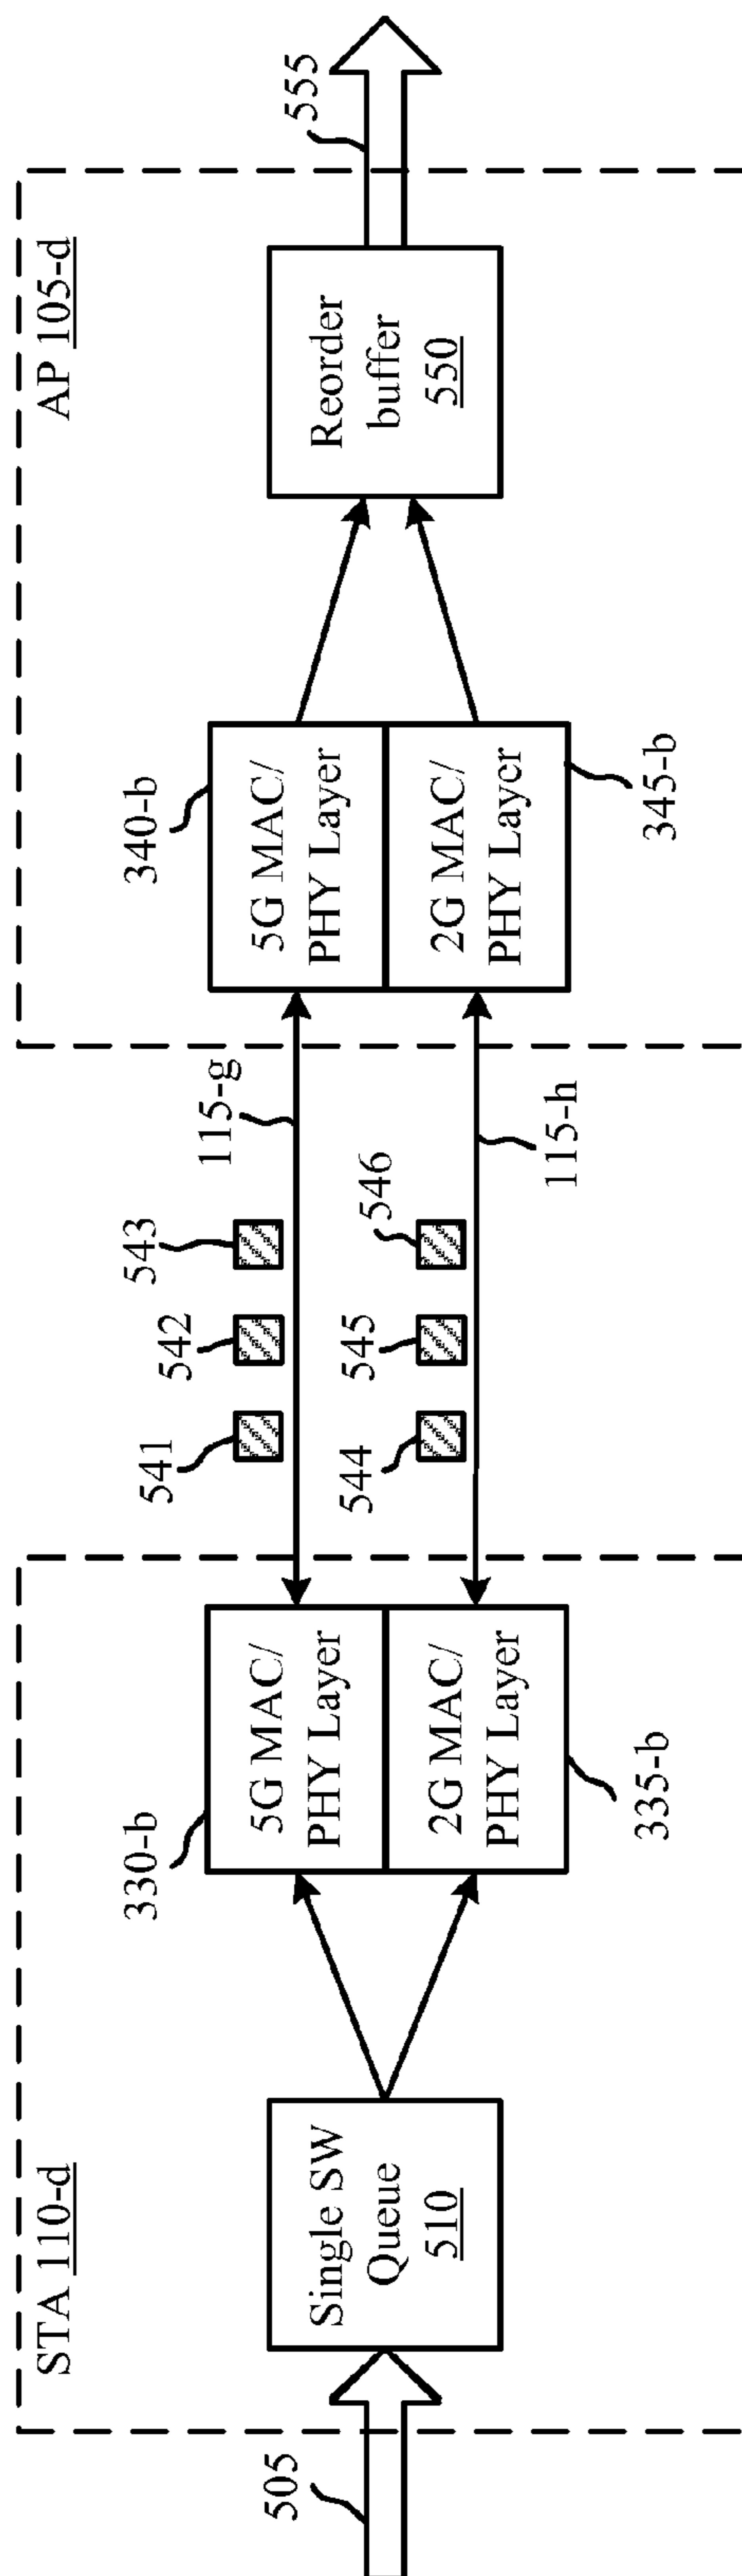 STA 110-d
AP 105-d
505
Single SW
Queue
510
330-b
5G MAC/
PHY Layer
2G MAC/
PHY Layer
335-b
541
542
543
115-g
544
545
546
115-h
340-b
5G MAC/
PHY Layer
2G MAC/
PHY Layer
345-b
Reorder
buffer
550
555